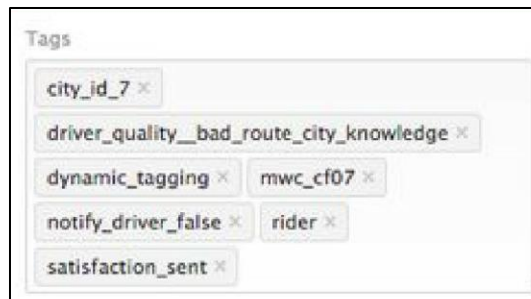 Tags
city_id_7 ×
driver_quality__bad_route_city_knowledge ×
dynamic_tagging × mwc_cf07 ×
notify_driver_false × rider ×
satisfaction_sent ×